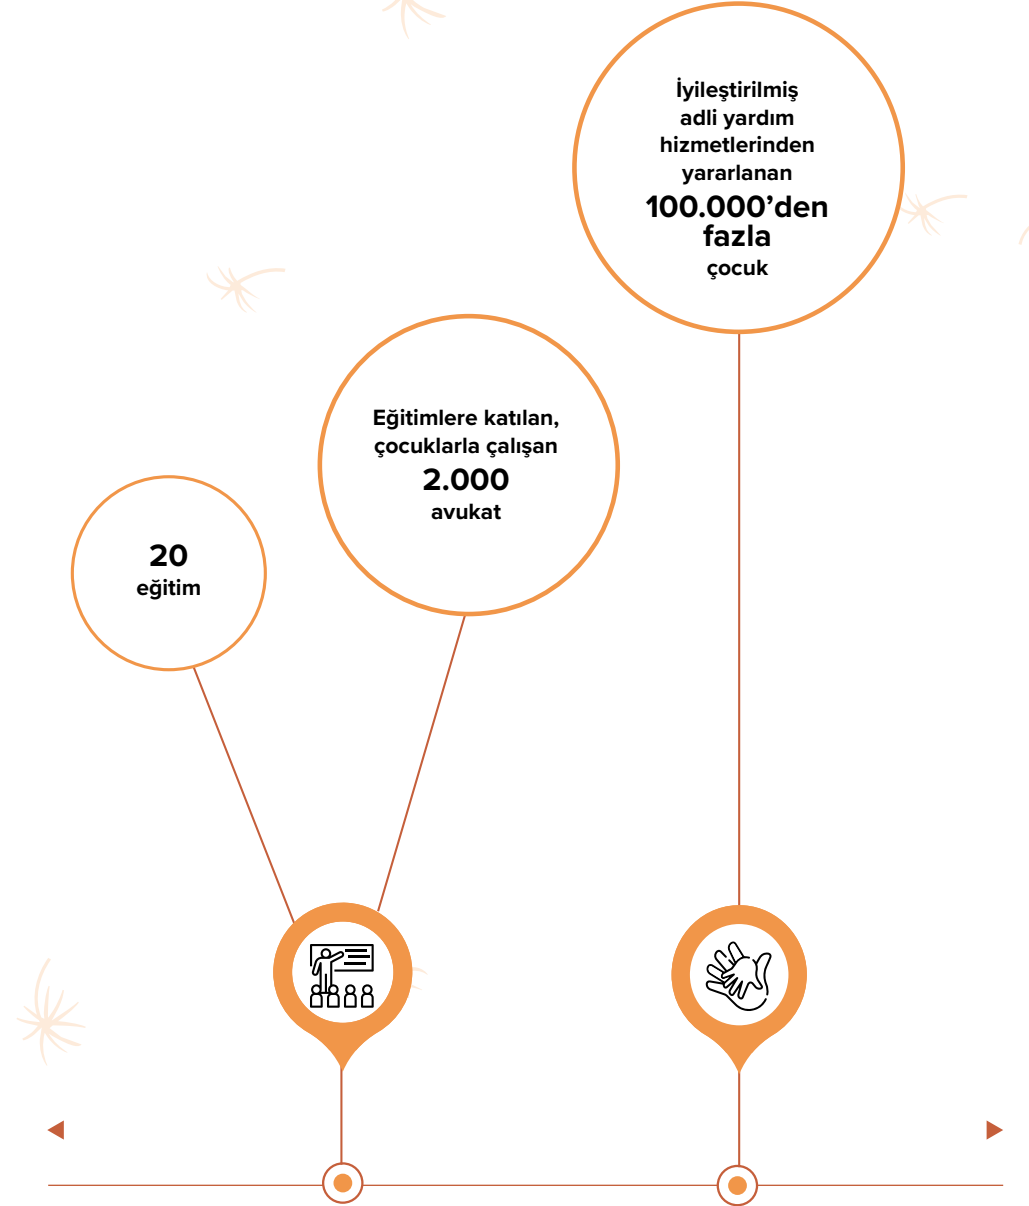 20
eğitim
Eğitimlere katılan,
çocuklarla çalışan
2.000
avukat
İyileştirilmiş
adli yardım
hizmetlerinden
yararlanan
100.000’den
fazla
çocuk